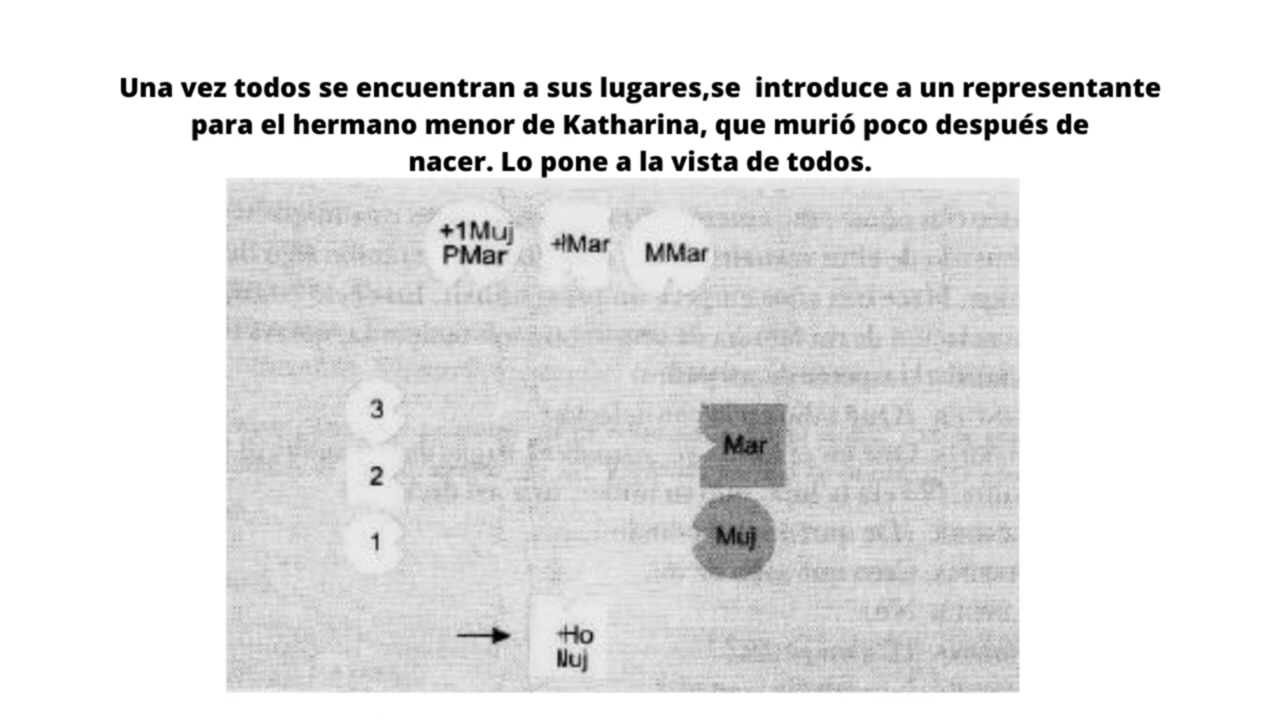 Una vez todos se encuentran a sus lugares,se introduce a un representante
para el hermano menor de Katharina, que murió poco después de
nacer. Lo pone a la vista de todos.
+1Muj
PMar
+IMar
MMar
3
2
1
Mar
Muj
+Ho
Nuj